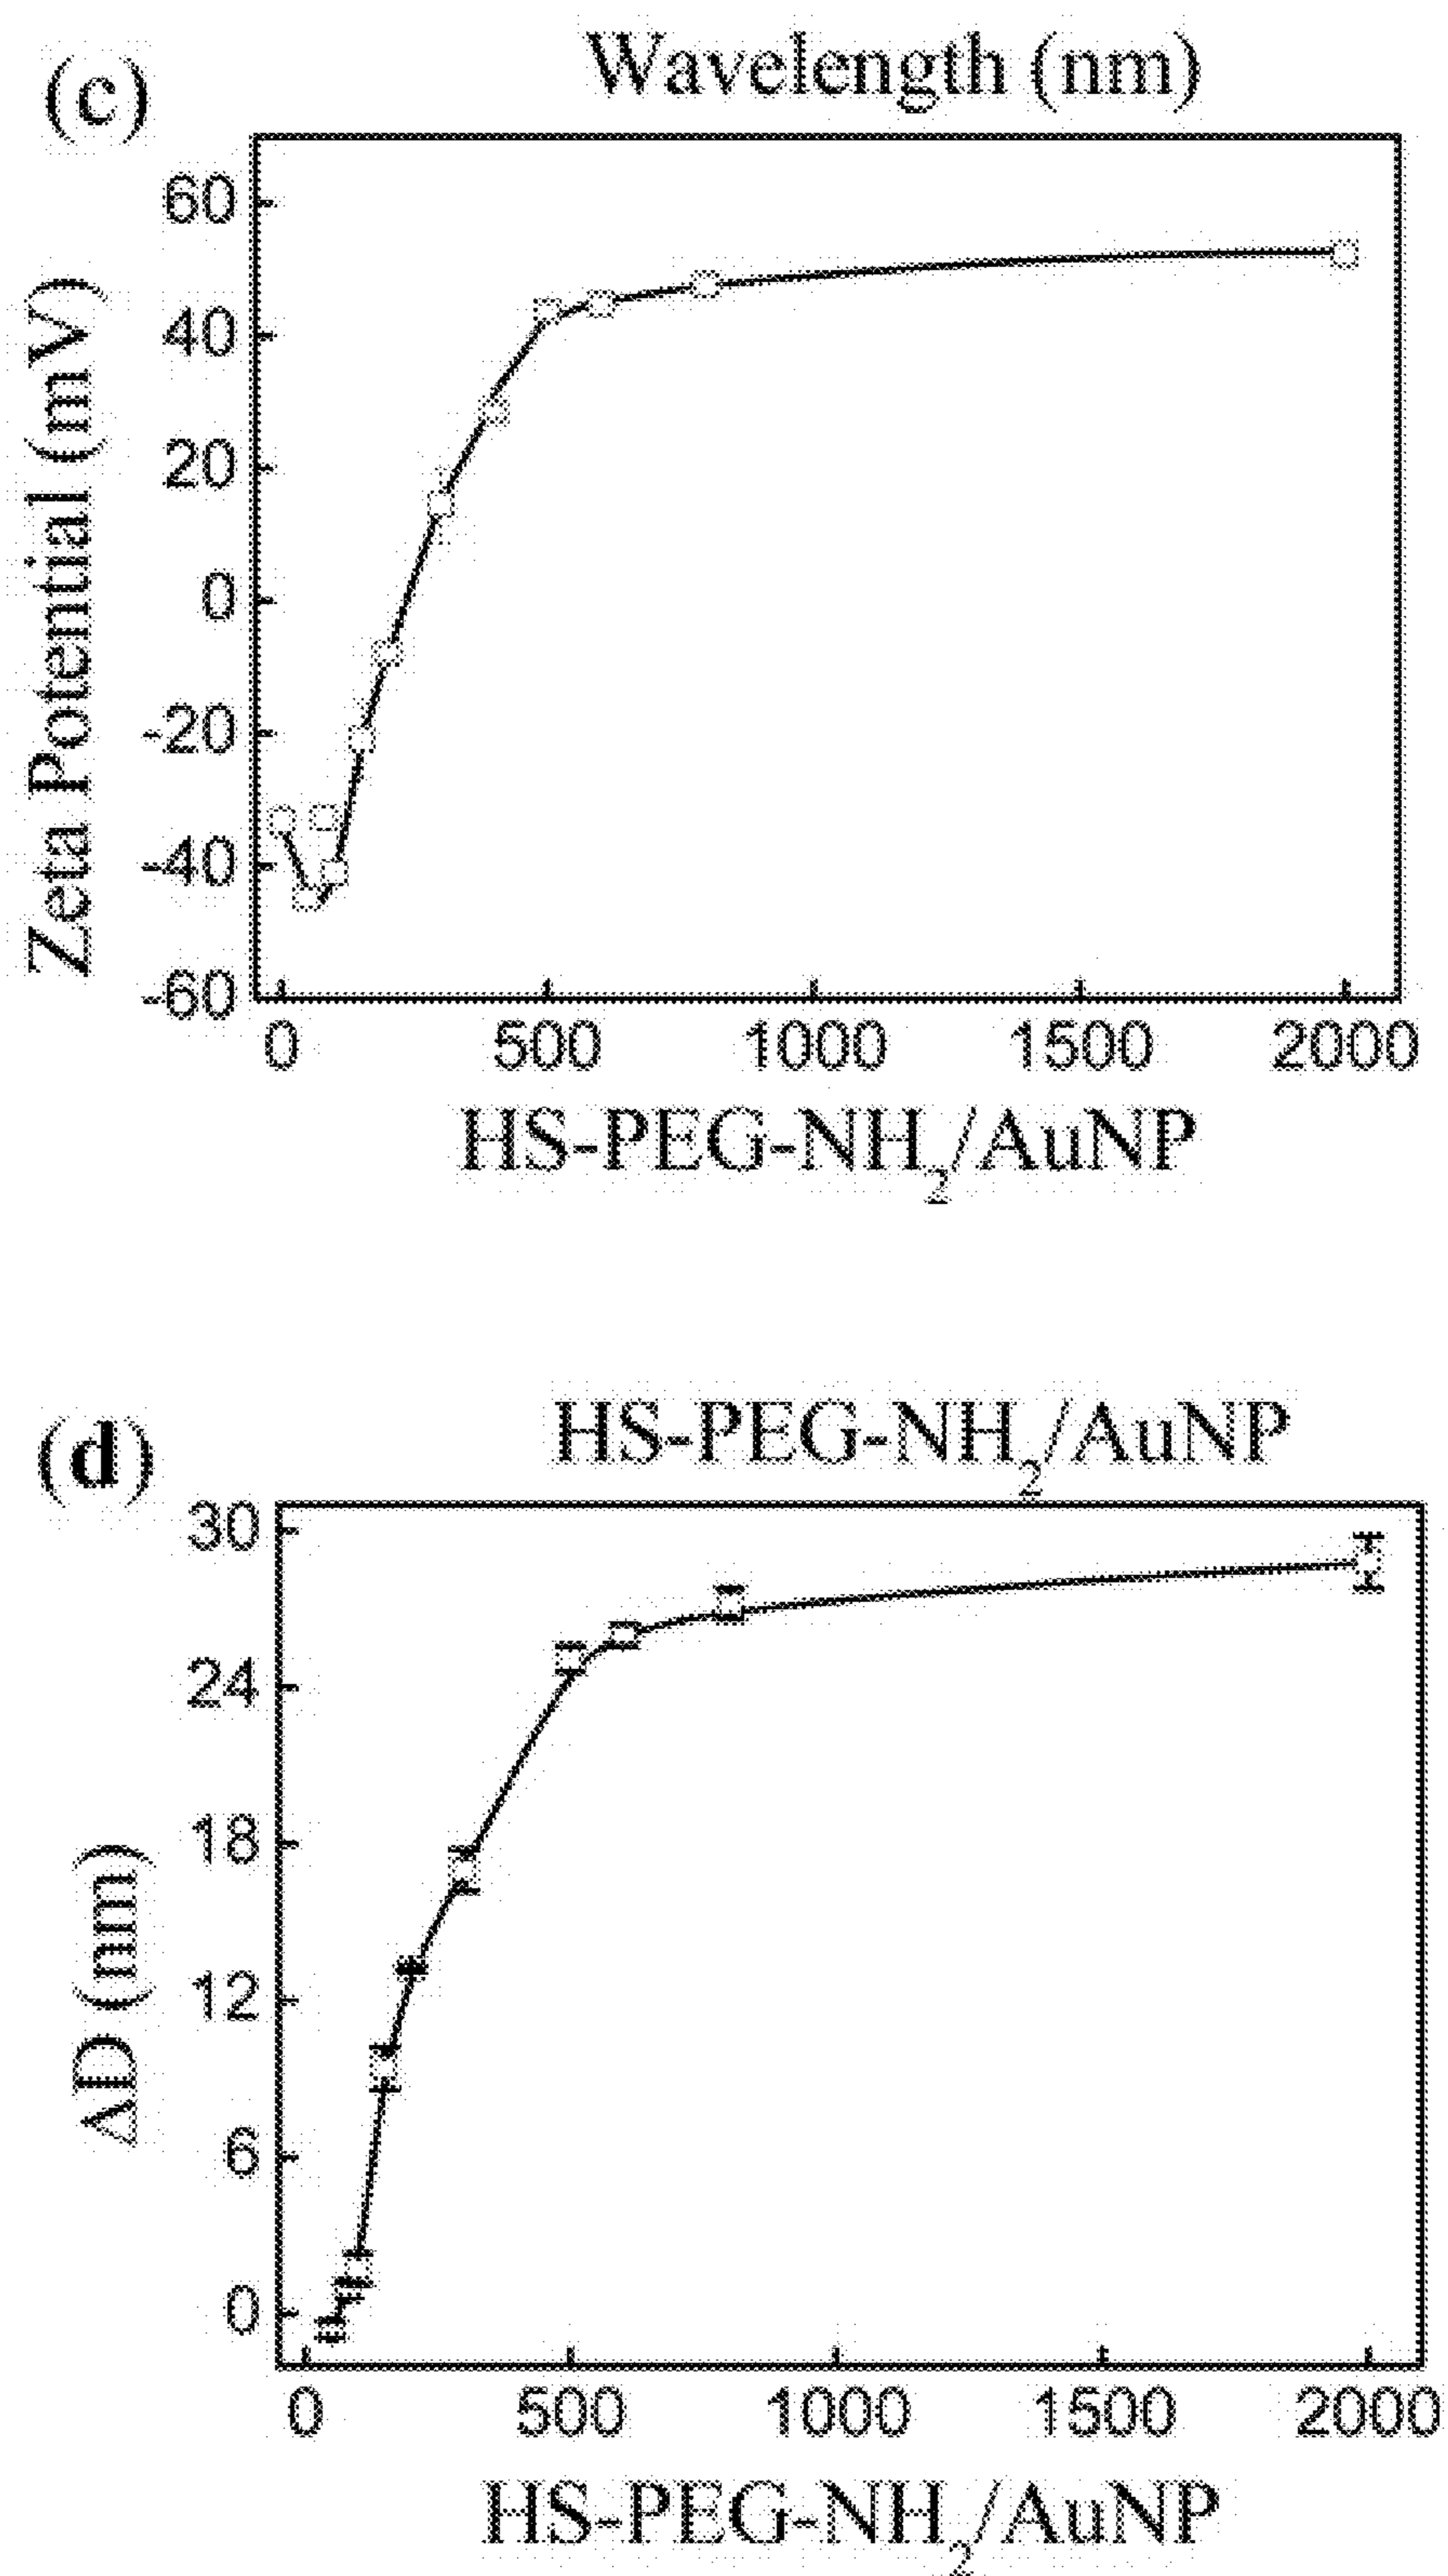 (c)
Wavelength (nm)
60
40
20
0
-20
-40
-60
Zeta Potential (mV)
0 500 1000 1500 2000
HS-PEG-NH2/AuNP
(d)
HS-PEG-NH2/AuNP
30
24
18
12
6
0
ΔD (nm)
0 500 1000 1500 2000
HS-PEG-NH2/AuNP